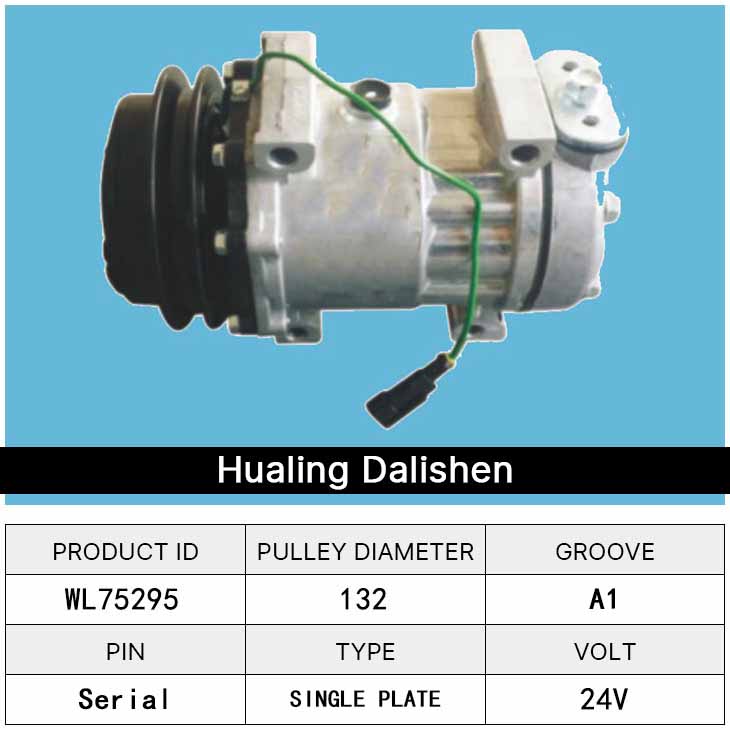 Hualing Dalishen
PRODUCT ID PULLEY DIAMETER GROOVE
WL75295 132 A1
PIN TYPE VOLT
Serial SINGLE PLATE 24V